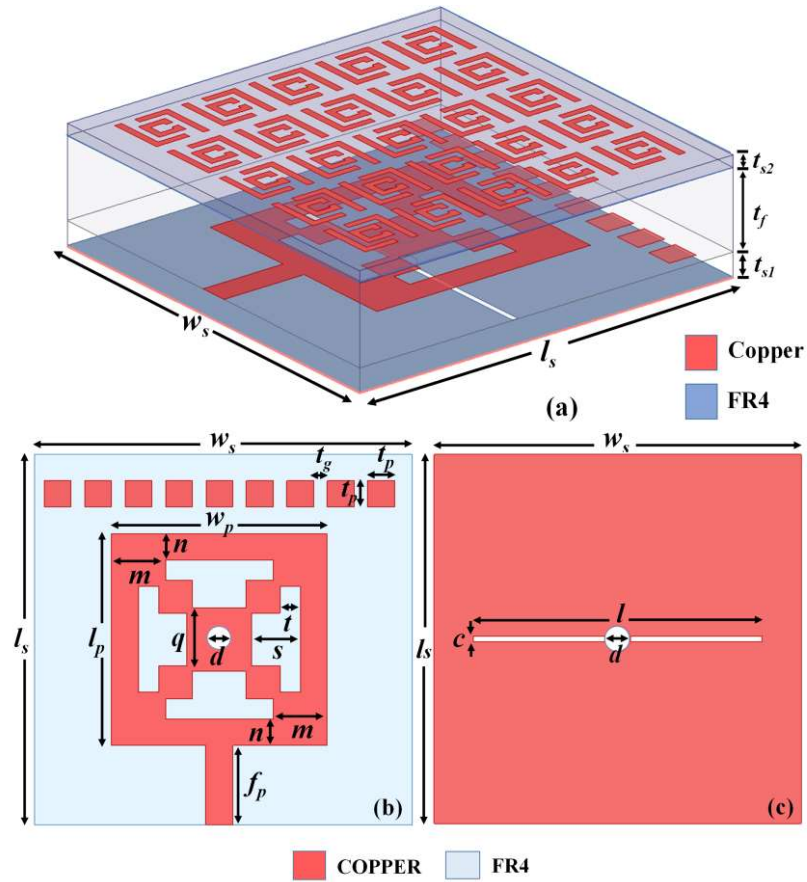 t_s2
t_f
t_s1
w_s
l_s
Copper
FR4
(a)
w_s
w_s
t_g
t_p
t_p
w_p
n
m
l_s
l_p
q
d
t
s
n
m
f_p
(b)
l
c
d
l_s
(c)
COPPER
FR4